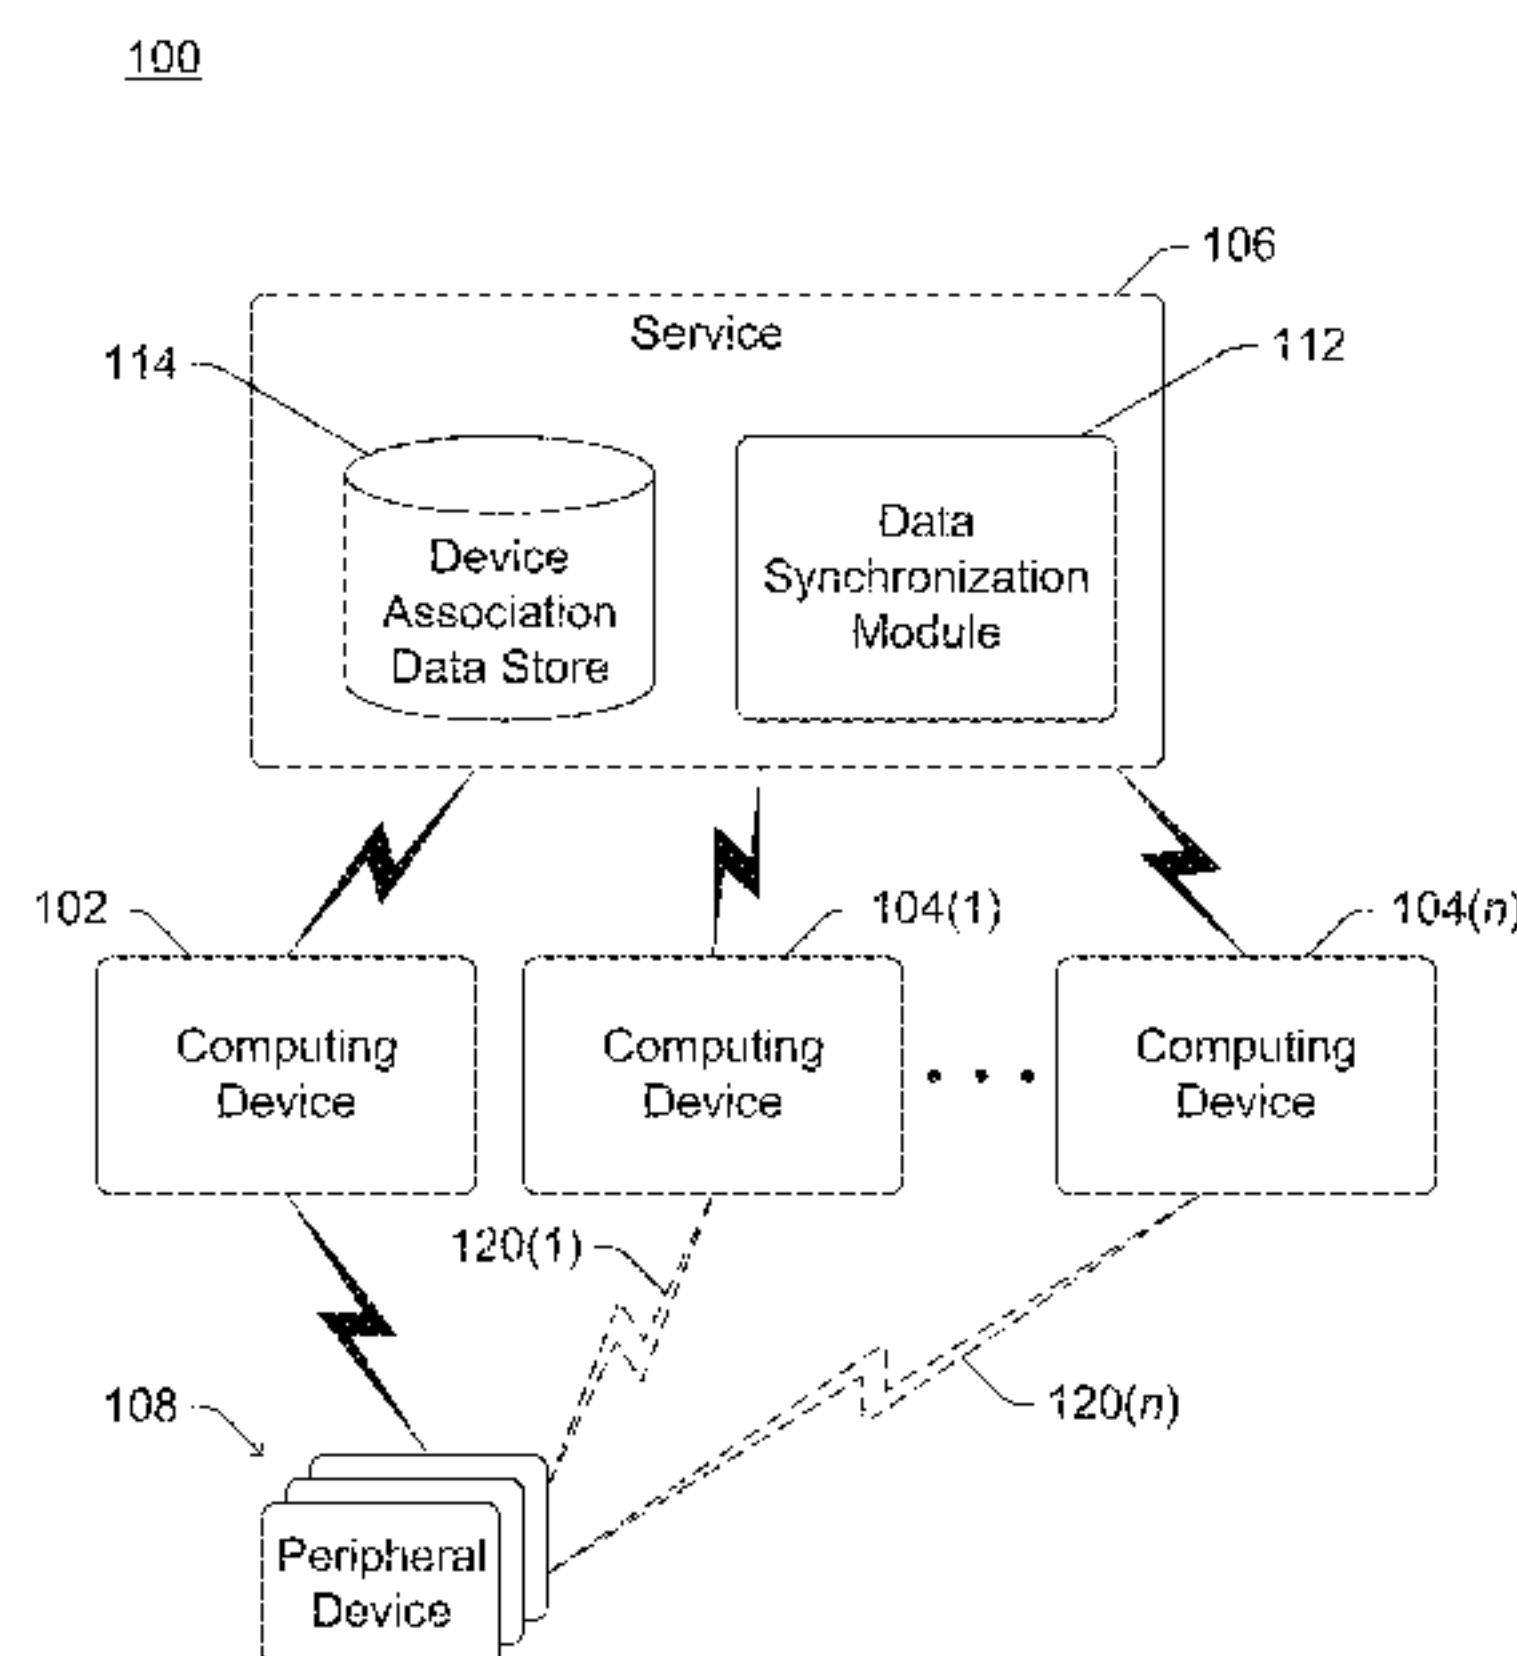 100
106
Service
114
112
Device
Association
Data Store
Data
Synchronization
Module
102
104(1)
104(n)
Computing
Device
Computing
Device
Computing
Device
120(1)
108
120(n)
Peripheral
Device